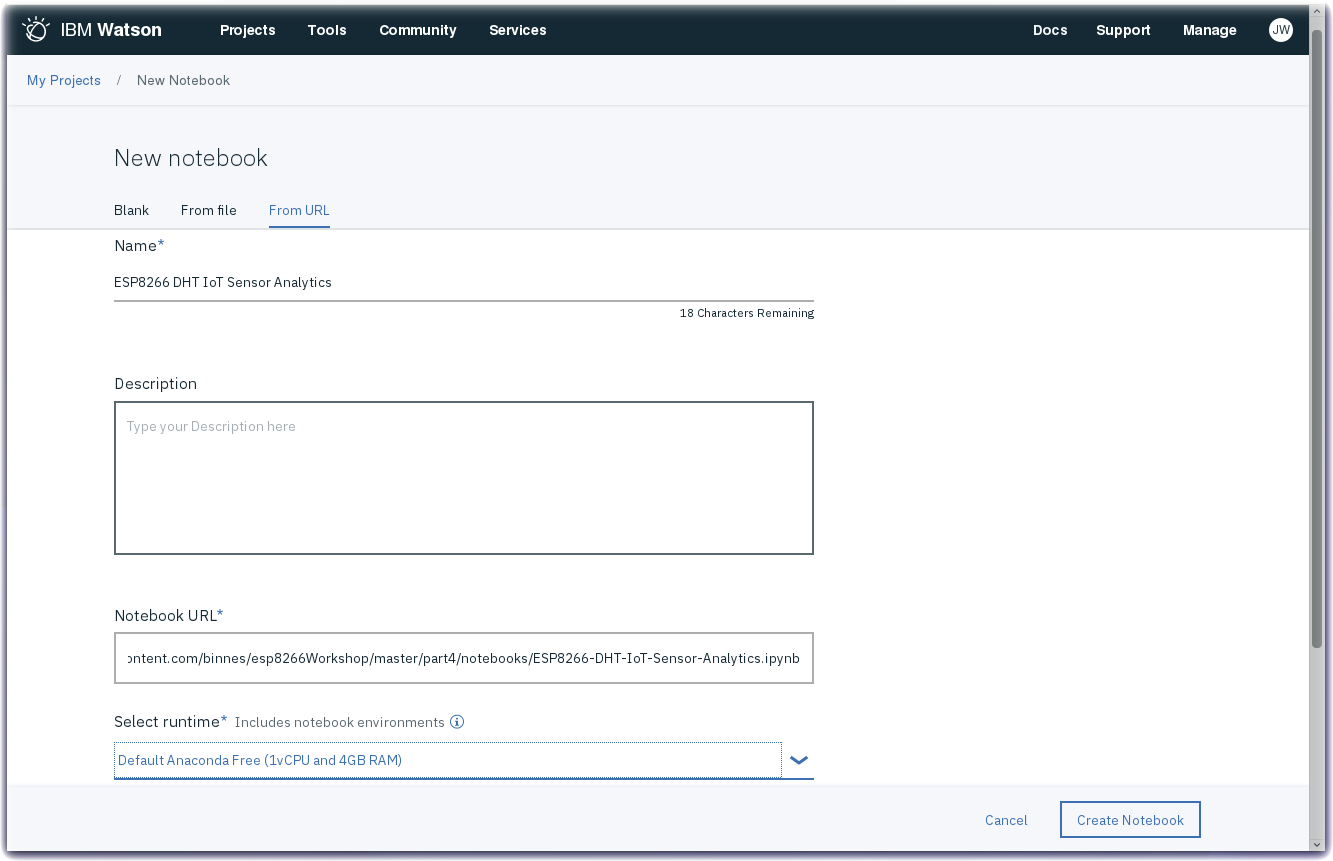 IBM Watson Projects Tools Community Services Docs Support Manage JW
My Projects / New Notebook
New notebook
Blank From file From URL
Name*
ESP8266 DHT IoT Sensor Analytics
18 Characters Remaining
Description
Type your Description here
Notebook URL*
ontent.com/binnes/esp8266Workshop/master/part4/notebooks/ESP8266-DHT-IoT-Sensor-Analytics.ipynb
Select runtime* Includes notebook environments
Default Anaconda Free (1vCPU and 4GB RAM)
Cancel Create Notebook